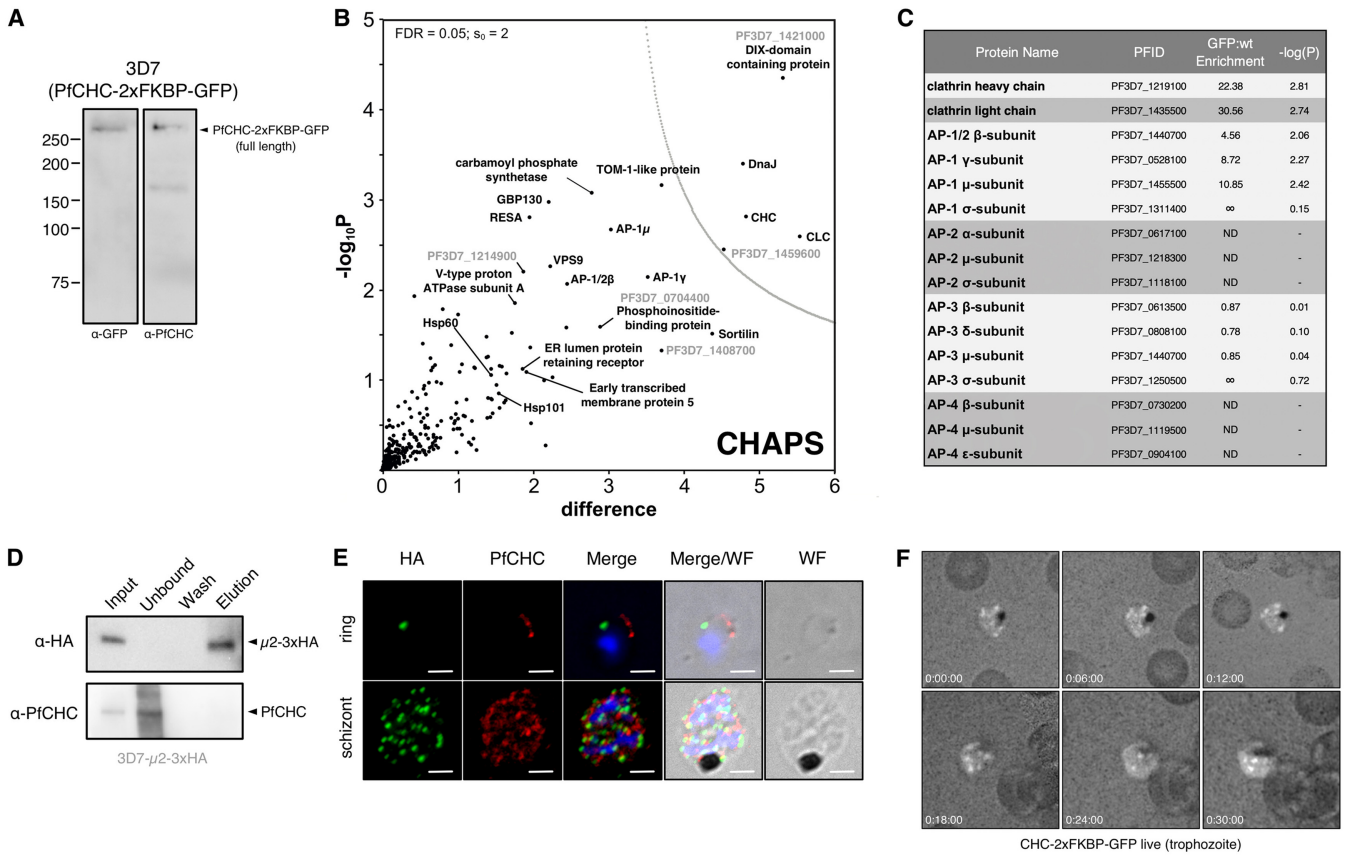 A
3D7
(PfCHC-2xFKBP-GFP)
250
200
150
100
75
PfCHC-2xFKBP-GFP
(full length)
α-GFP
α-PfCHC
B
FDR = 0.05; s0 = 2
-log10P
5
4
3
2
1
0
0
1
2
3
4
5
6
difference
PF3D7_1421000
DIX-domain
containing protein
carbamoyl phosphate
synthetase
TOM-1-like protein
DnaJ
GBP130
RESA
AP-1µ
CHC
CLC
PF3D7_1459600
PF3D7_1214900
V-type proton
ATPase subunit A
VPS9
AP-1/2β
AP-1γ
PF3D7_0704400
Phosphoinositide-
binding protein
Sortilin
Hsp60
PF3D7_1408700
ER lumen protein
retaining receptor
Early transcribed
membrane protein 5
Hsp101
CHAPS
C
Protein Name PFID GFP:wt Enrichment -log(P)
clathrin heavy chain PF3D7_1219100 22.38 2.81
clathrin light chain PF3D7_1435500 30.56 2.74
AP-1/2 β-subunit PF3D7_1440700 4.56 2.06
AP-1 γ-subunit PF3D7_0528100 8.72 2.27
AP-1 µ-subunit PF3D7_1455500 10.85 2.42
AP-1 σ-subunit PF3D7_1311400 ∞ 0.15
AP-2 α-subunit PF3D7_0617100 ND -
AP-2 µ-subunit PF3D7_1218300 ND -
AP-2 σ-subunit PF3D7_1118100 ND -
AP-3 β-subunit PF3D7_0613500 0.87 0.01
AP-3 δ-subunit PF3D7_0808100 0.78 0.10
AP-3 µ-subunit PF3D7_1440700 0.85 0.04
AP-3 σ-subunit PF3D7_1250500 ∞ 0.72
AP-4 β-subunit PF3D7_0730200 ND -
AP-4 µ-subunit PF3D7_1119500 ND -
AP-4 ε-subunit PF3D7_0904100 ND -
D
Input
Unbound
Wash
Elution
α-HA
µ2-3xHA
α-PfCHC
PfCHC
3D7-µ2-3xHA
E
HA PfCHC Merge Merge/WF WF
ring
schizont
F
0:00:00
0:06:00
0:12:00
0:18:00
0:24:00
0:30:00
CHC-2xFKBP-GFP live (trophozoite)